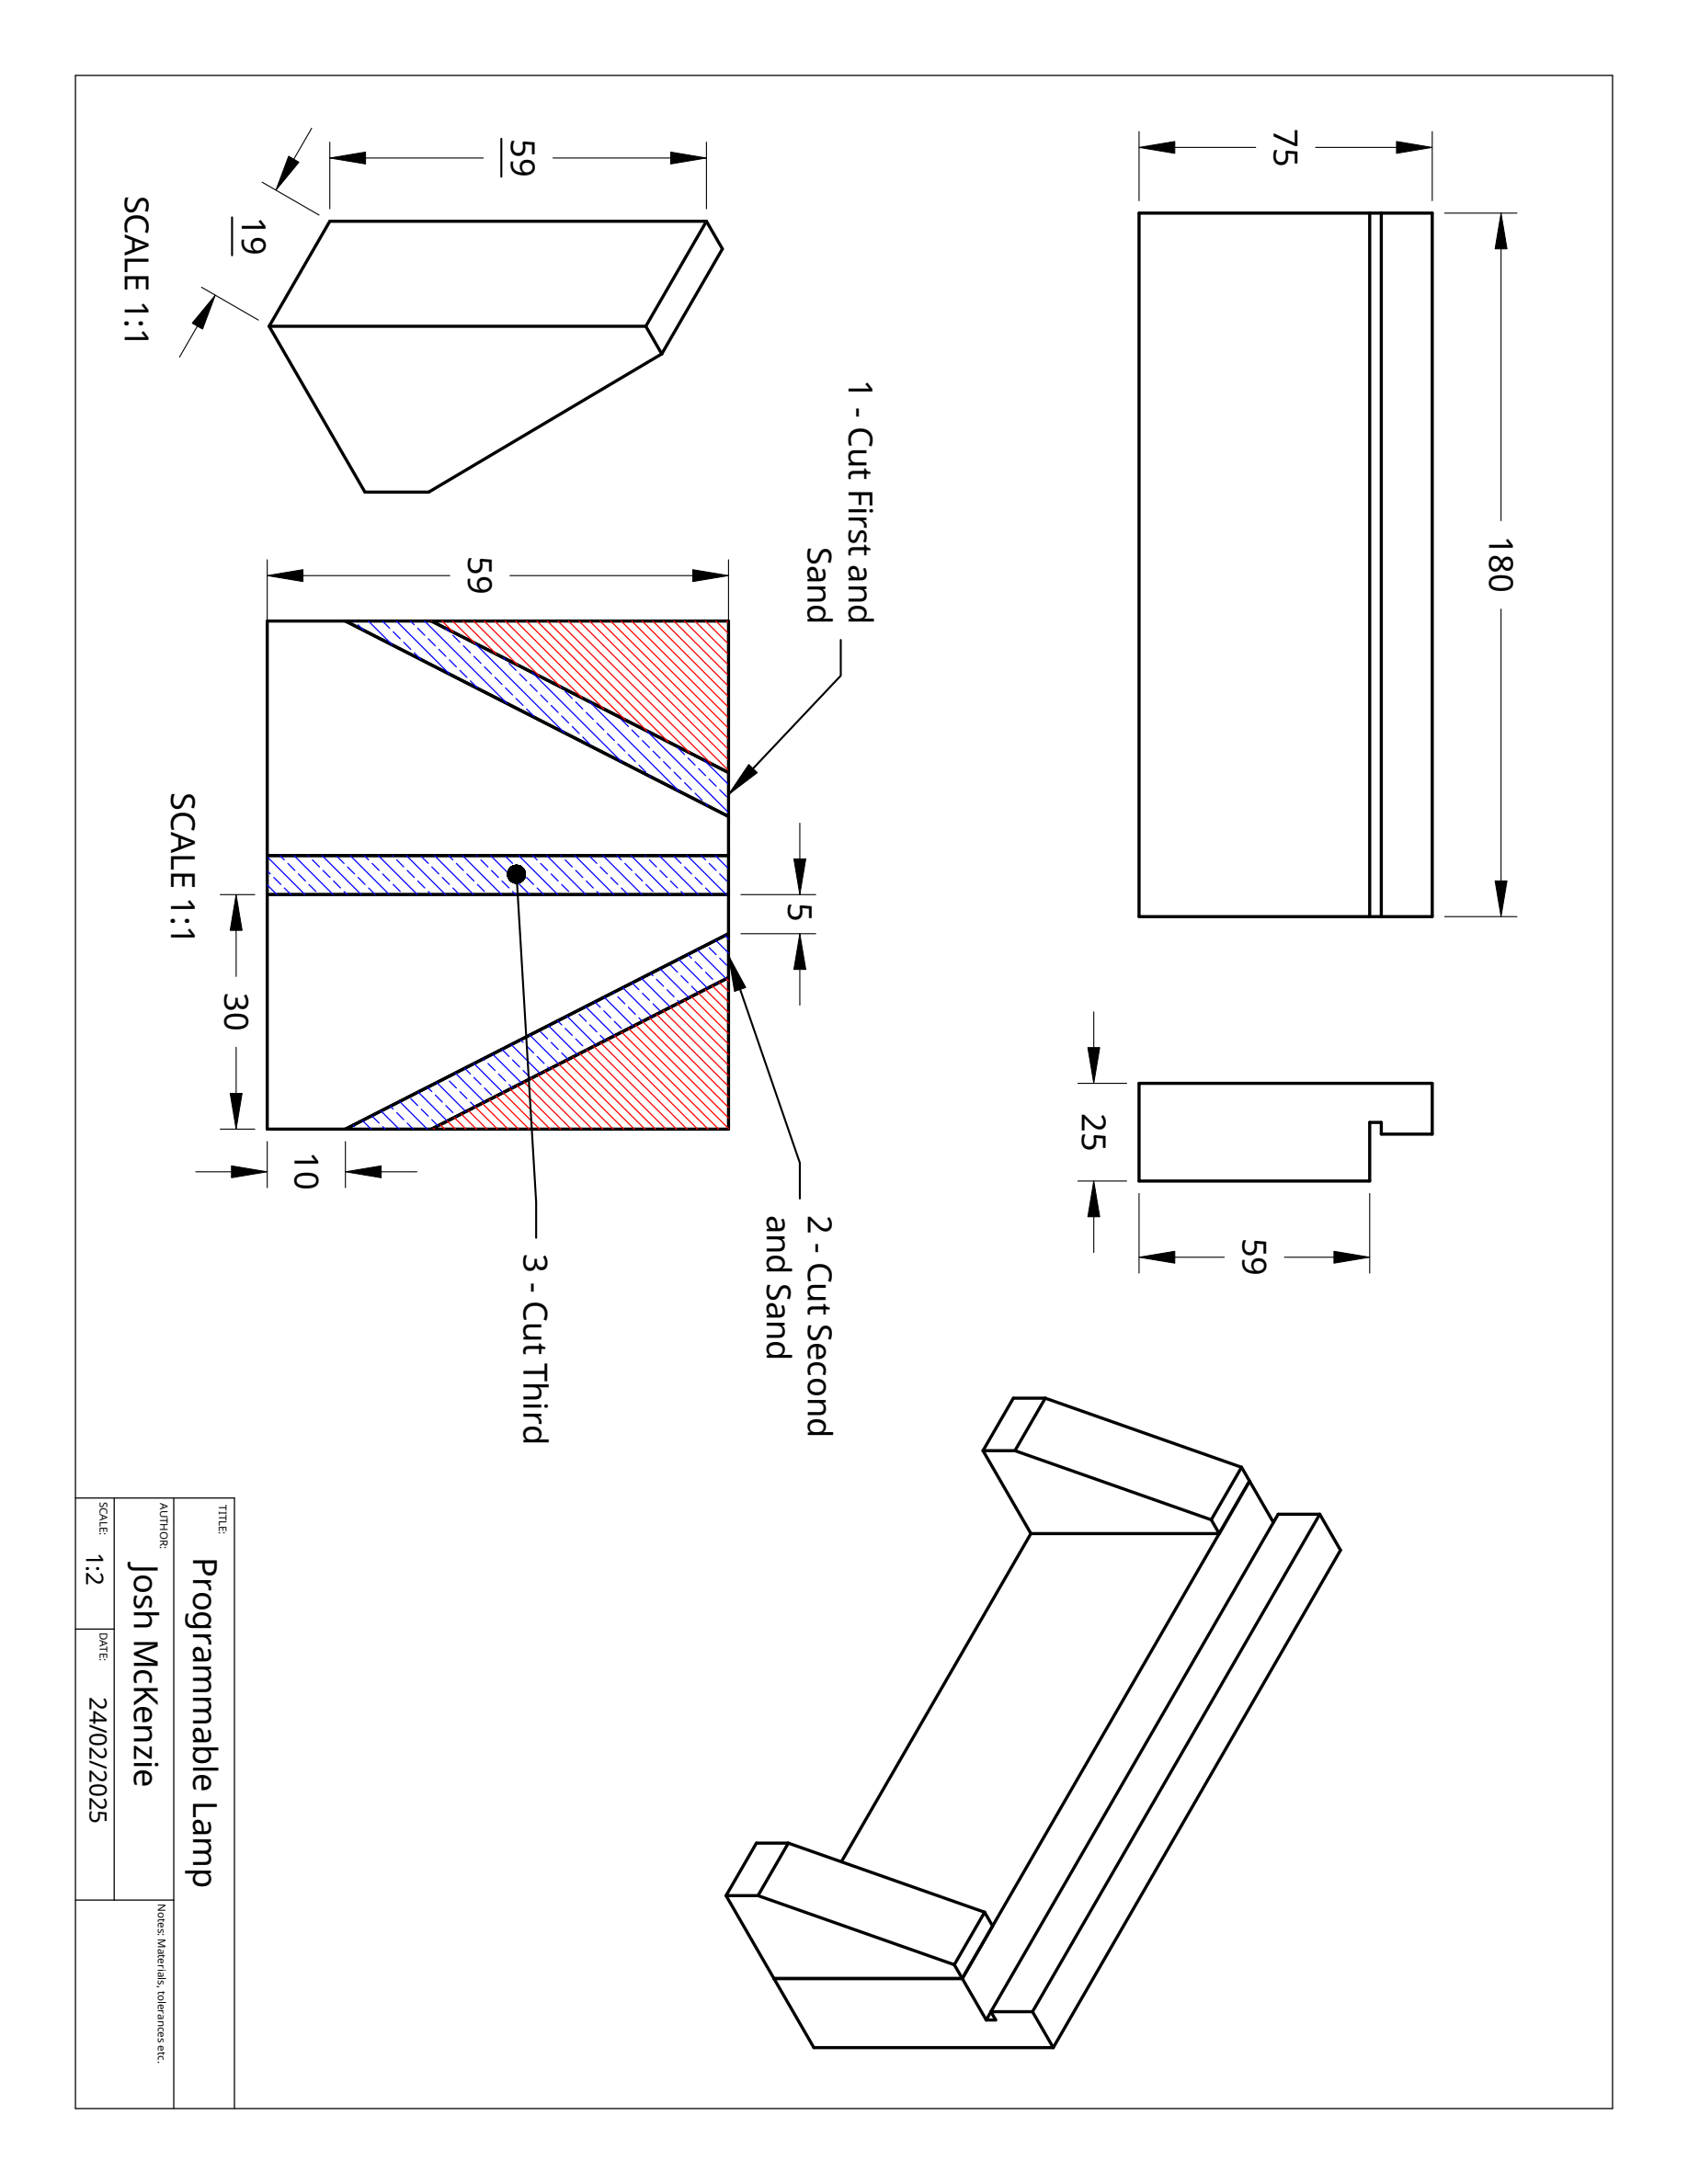 180
75
25
59
1 - Cut First and
Sand
2 - Cut Second
and Sand
5
59
19
SCALE 1:1
59
3 - Cut Third
10
30
SCALE 1:1
TITLE:
Programmable Lamp
AUTHOR:
Josh McKenzie
Notes: Materials, tolerances etc.
SCALE: 1:2
DATE: 24/02/2025